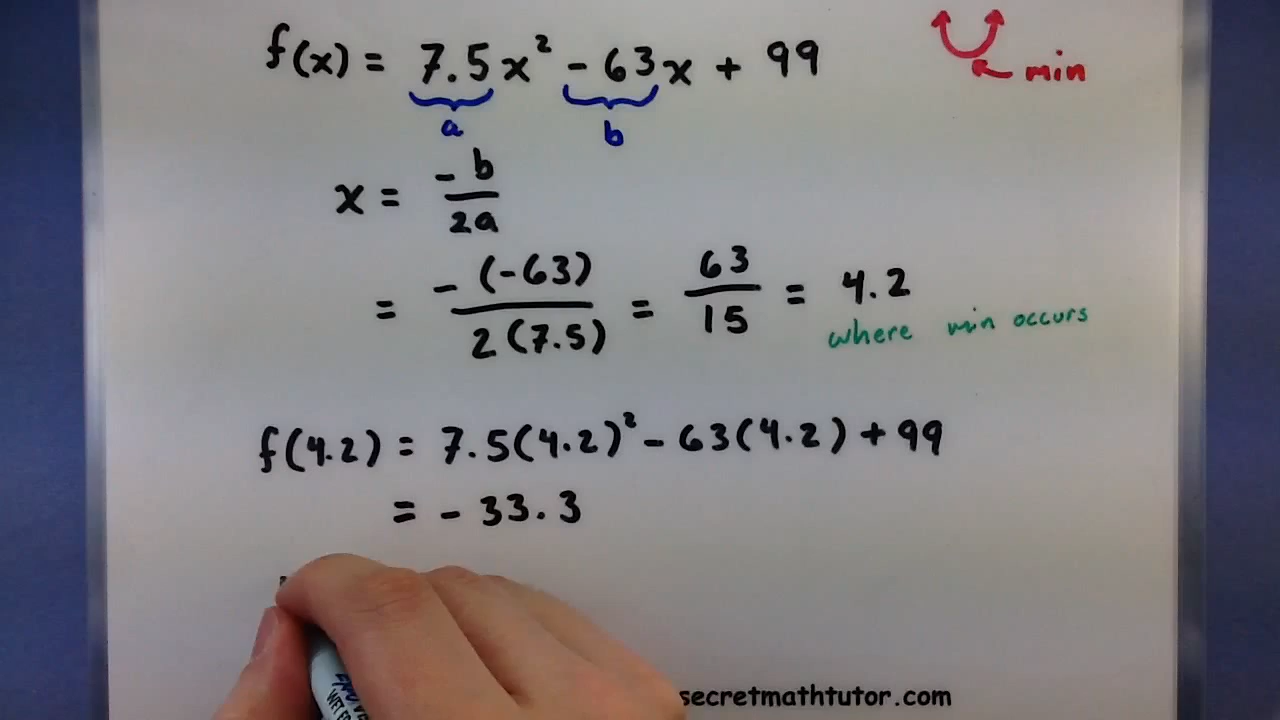 f(x) = 7.5x² - 63x + 99
min
a
b
x = -b/2a
= -(-63)/2(7.5) = 63/15 = 4.2
where min occurs
f(4.2) = 7.5(4.2)² - 63(4.2) + 99
= -33.3
secretmathtutor.com